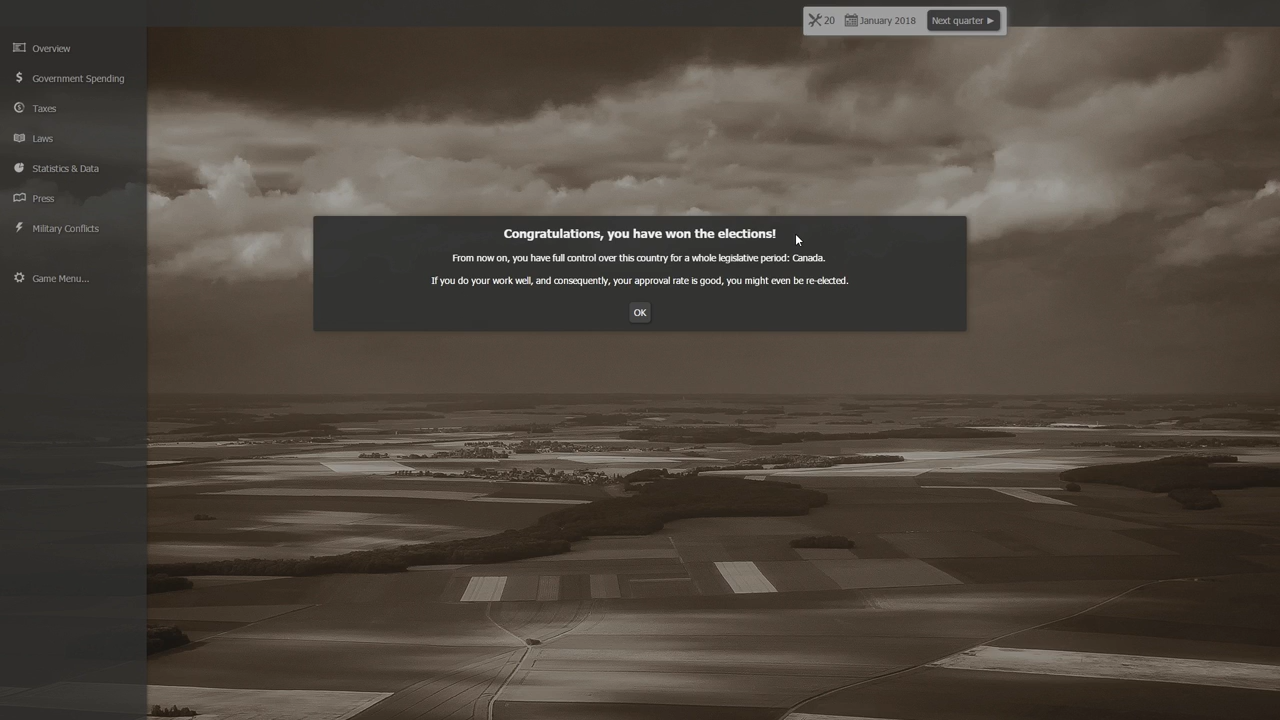 20 January 2018 Next quarter ►
Overview
Government Spending
Taxes
Laws
Statistics & Data
Press
Military Conflicts
Game Menu...
Congratulations, you have won the elections!
From now on, you have full control over this country for a whole legislative period: Canada.
If you do your work well, and consequently, your approval rate is good, you might even be re-elected.
OK